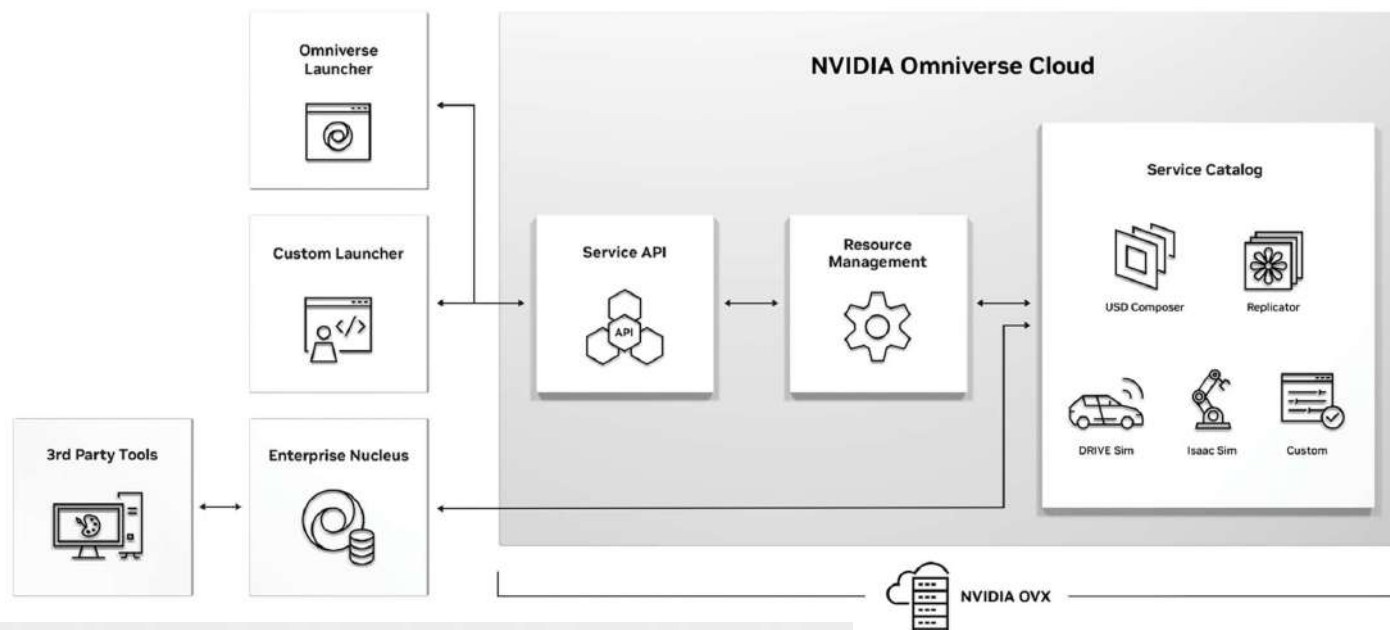 Omniverse
Launcher
NVIDIA Omniverse Cloud
Service Catalog
Custom Launcher
Service API
API
Resource
Management
USD Composer
Replicator
</>
DRIVE Sim
Isaac Sim
Custom
3rd Party Tools
Enterprise Nucleus
NVIDIA OVX